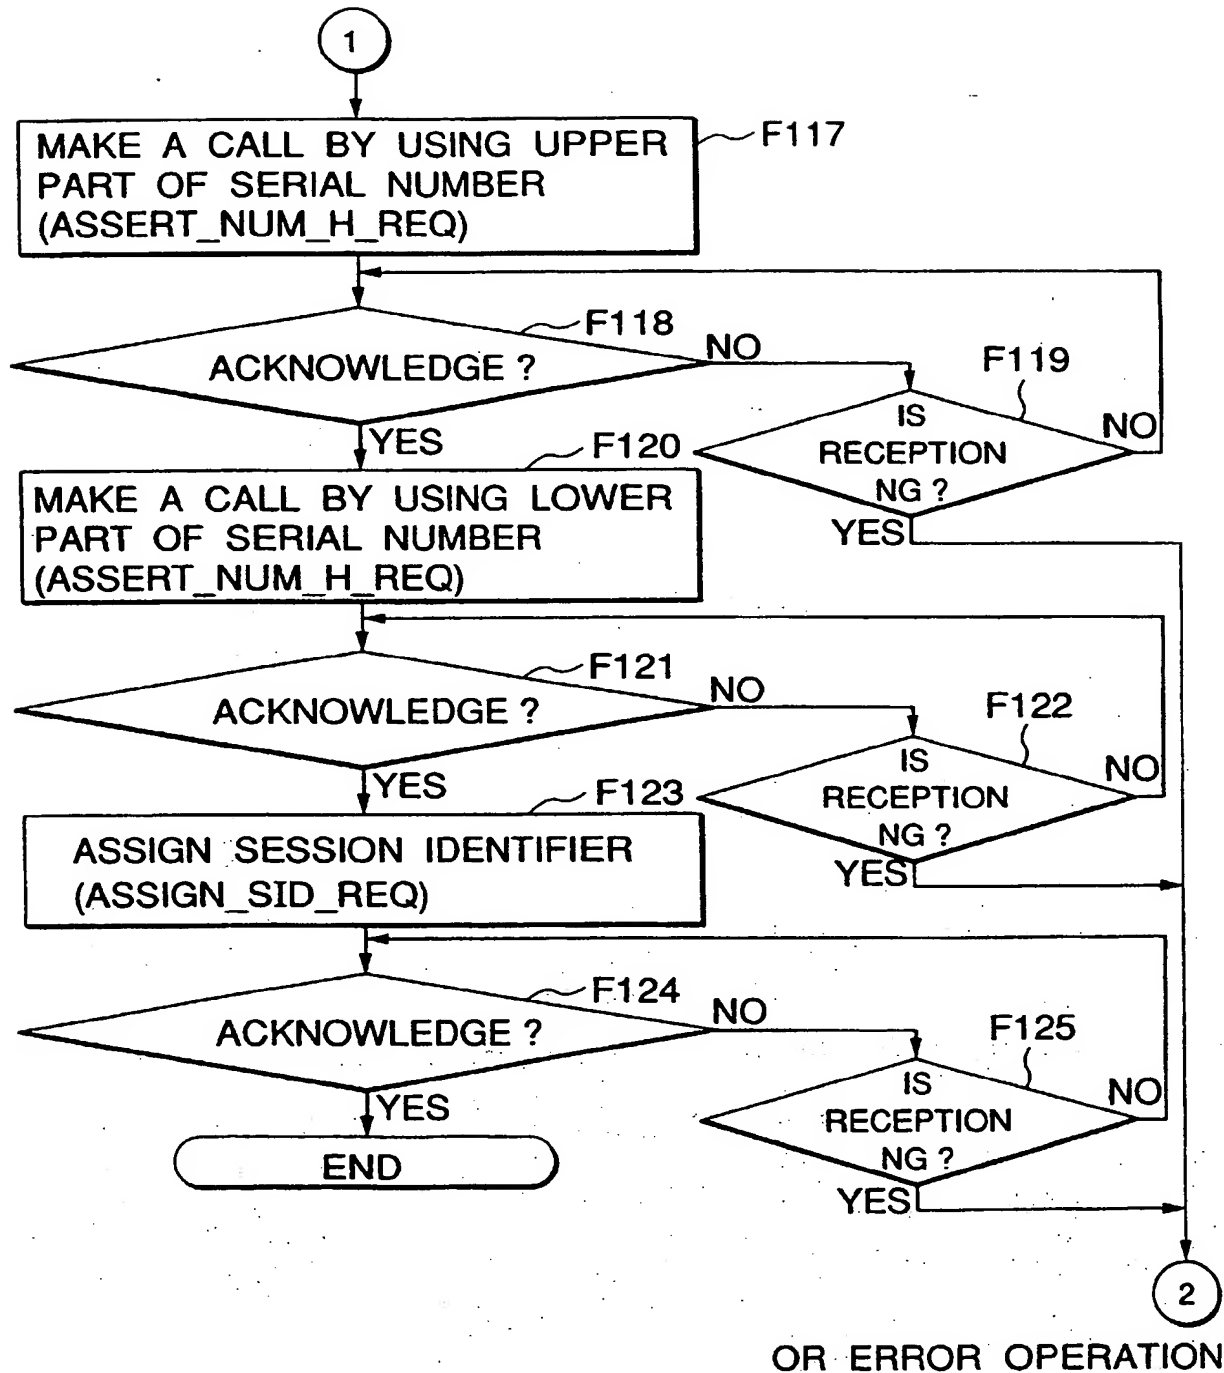 1
MAKE A CALL BY USING UPPER
PART OF SERIAL NUMBER
(ASSERT_NUM_H_REQ)
F117
ACKNOWLEDGE ?
F118
NO
YES
IS
RECEPTION
NG ?
F119
NO
YES
F120
MAKE A CALL BY USING LOWER
PART OF SERIAL NUMBER
(ASSERT_NUM_H_REQ)
ACKNOWLEDGE ?
F121
NO
YES
IS
RECEPTION
NG ?
F122
NO
YES
F123
ASSIGN SESSION IDENTIFIER
(ASSIGN_SID_REQ)
ACKNOWLEDGE ?
F124
NO
YES
IS
RECEPTION
NG ?
F125
NO
YES
END
2
OR ERROR OPERATION